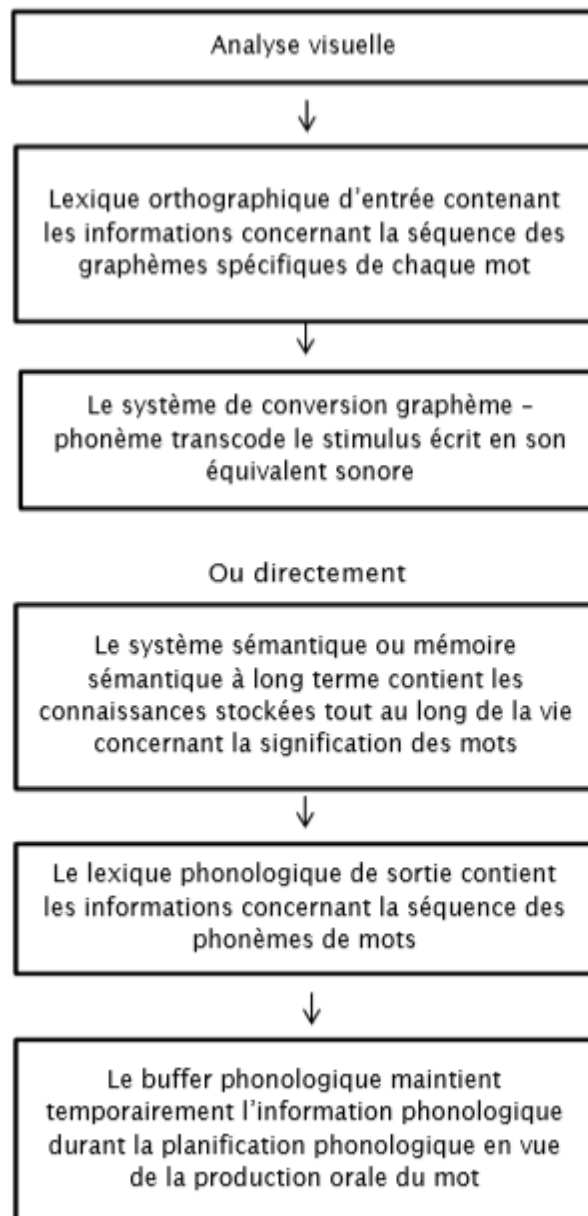 Analyse visuelle
Lexique orthographique d'entrée contenant
les informations concernant la séquence des
graphèmes spécifiques de chaque mot
Le système de conversion graphème –
phonème transcode le stimulus écrit en son
équivalent sonore
Ou directement
Le système sémantique ou mémoire
sémantique à long terme contient les
connaissances stockées tout au long de la vie
concernant la signification des mots
Le lexique phonologique de sortie contient
les informations concernant la séquence des
phonèmes de mots
Le buffer phonologique maintient
temporairement l'information phonologique
durant la planification phonologique en vue
de la production orale du mot